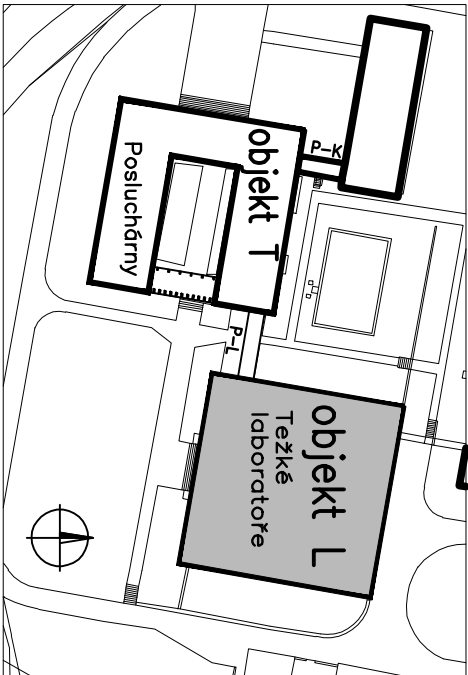 P-K
objekt T
Posluchárny
P-L
objekt L
Težké
laboratoře